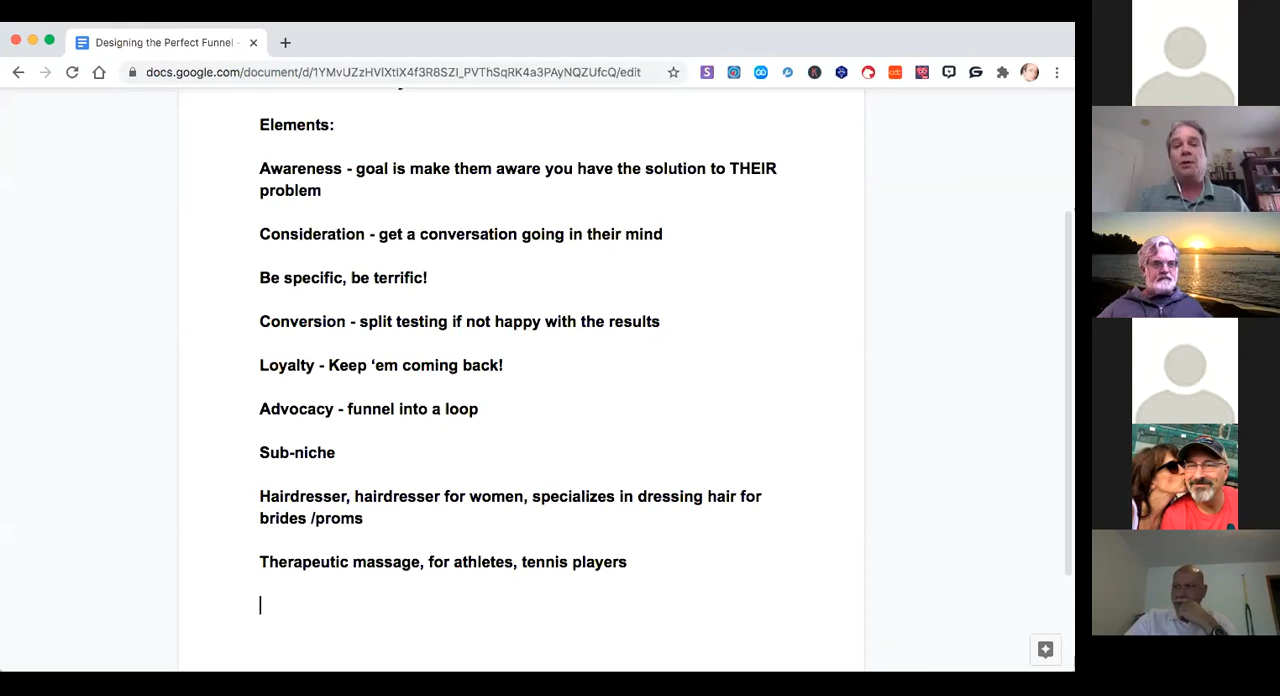 Designing the Perfect Funnel -
docs.google.com/document/d/1YMvUZzHVlXtIX4f3R8SZI_PVThSqRK4a3PAyNQZUfcQ/edit
Elements:
Awareness - goal is make them aware you have the solution to THEIR
problem
Consideration - get a conversation going in their mind
Be specific, be terrific!
Conversion - split testing if not happy with the results
Loyalty - Keep ‘em coming back!
Advocacy - funnel into a loop
Sub-niche
Hairdresser, hairdresser for women, specializes in dressing hair for
brides /proms
Therapeutic massage, for athletes, tennis players